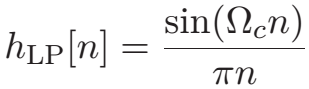 h_LP[n] = sin(Ω_c n) / πn